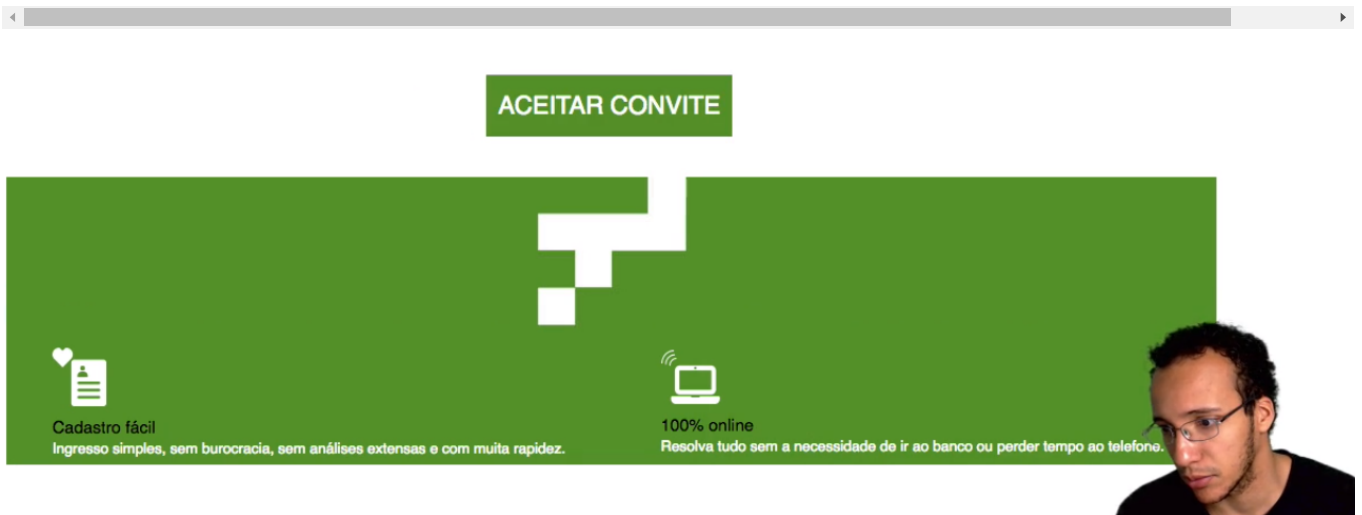 ACEITAR CONVITE
Cadastro fácil
Ingresso simples, sem burocracia, sem análises extensas e com muita rapidez.
100% online
Resolva tudo sem a necessidade de ir ao banco ou perder tempo ao telefone.